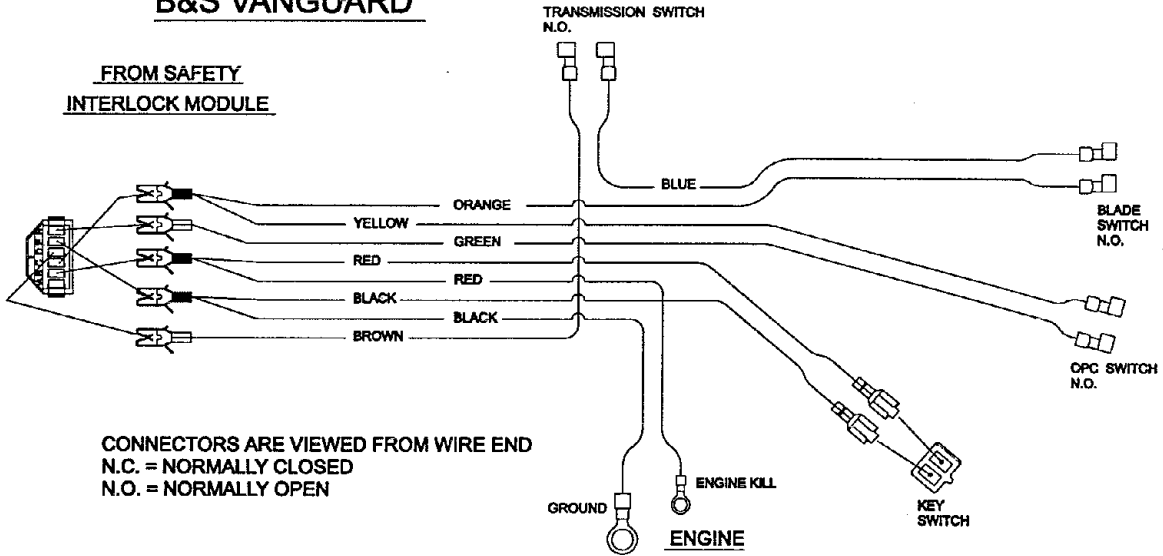 B&S VANGUARD
TRANSMISSION SWITCH
N.O.
FROM SAFETY
INTERLOCK MODULE
BLUE
ORANGE
YELLOW
GREEN
RED
RED
BLACK
BLACK
BROWN
BLADE
SWITCH
N.O.
OPC SWITCH
N.O.
CONNECTORS ARE VIEWED FROM WIRE END
N.C. = NORMALLY CLOSED
N.O. = NORMALLY OPEN
GROUND
ENGINE KILL
ENGINE
KEY
SWITCH